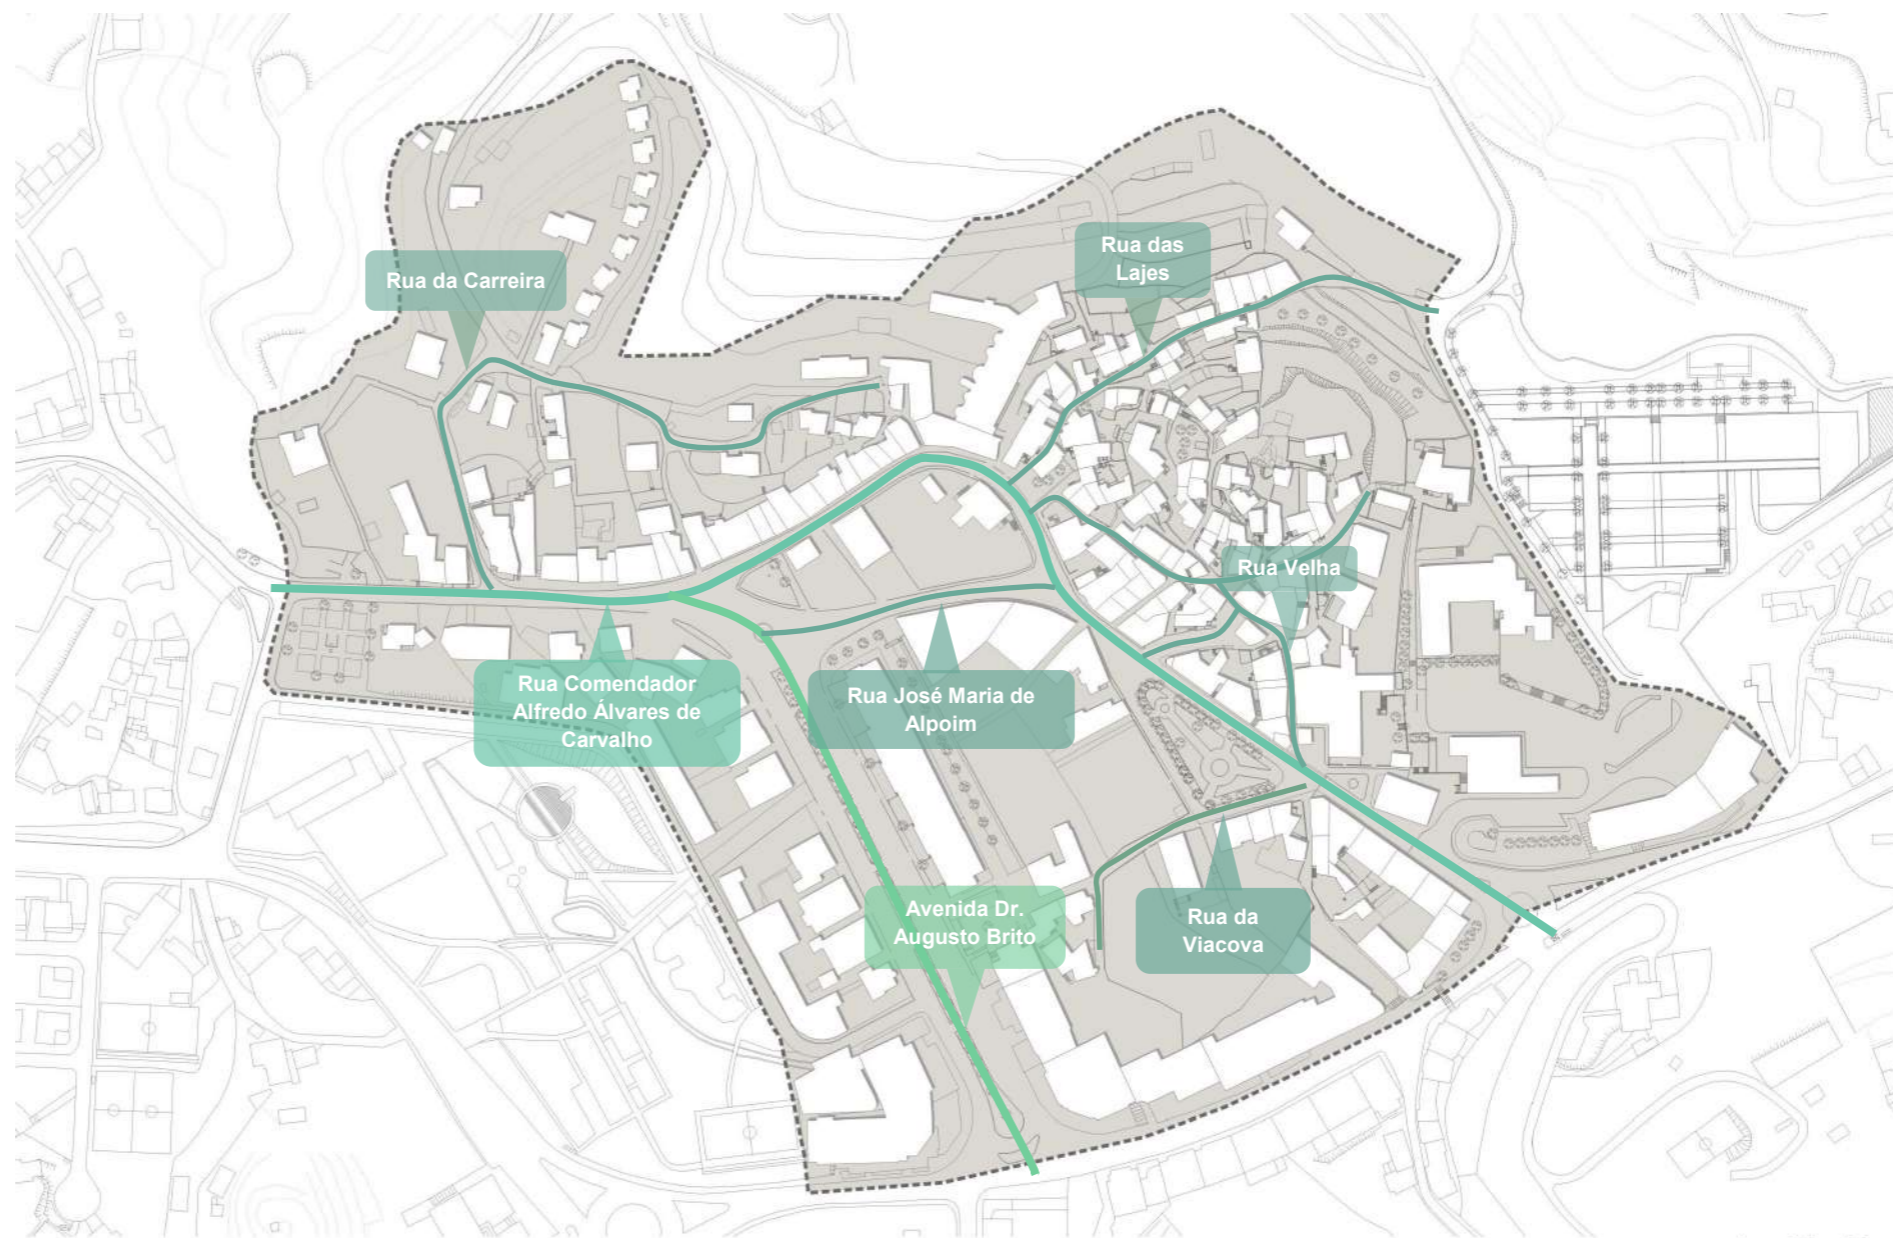 Rua da Carreira
Rua das
Lajes
Rua Velha
Rua Comendador
Alfredo Álvares de
Carvalho
Rua José Maria de
Alpoim
Avenida Dr.
Augusto Brito
Rua da
Viacova